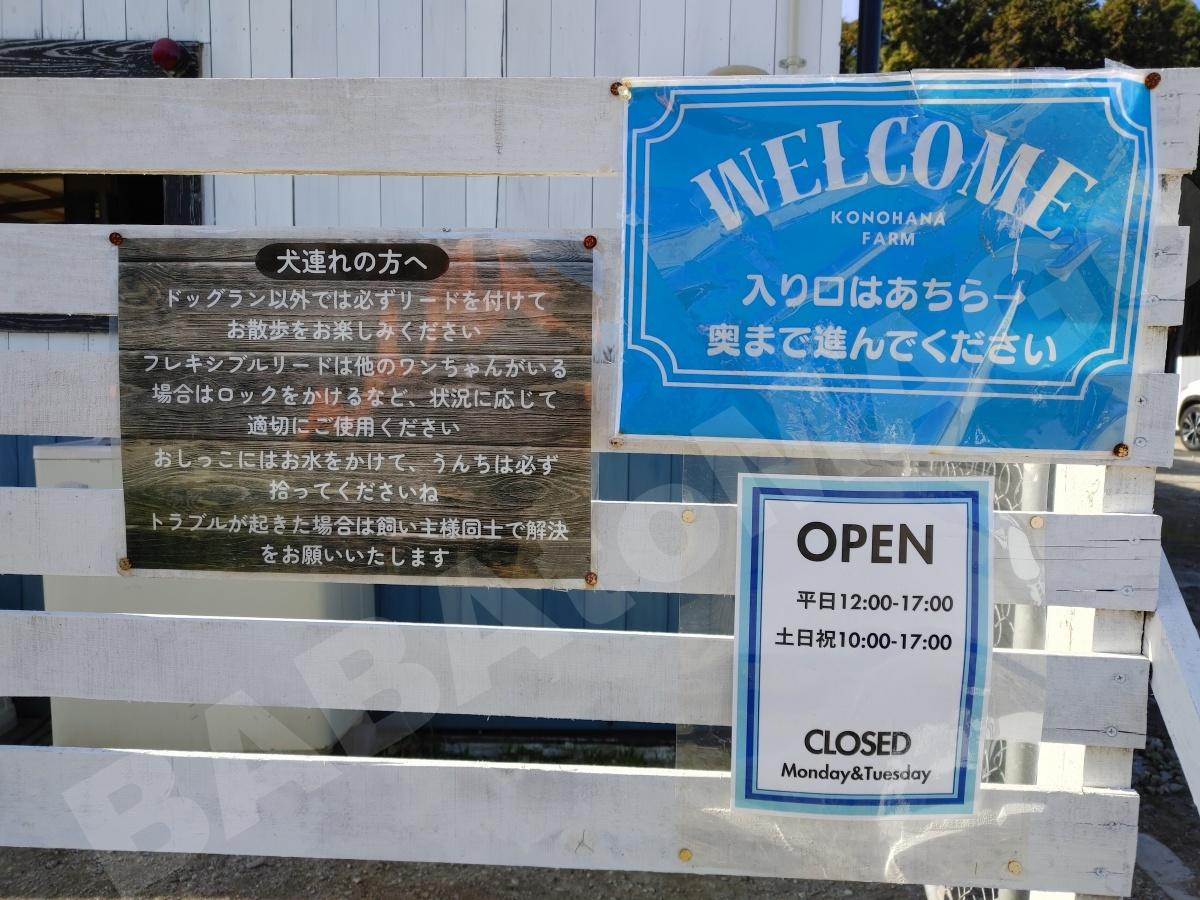 犬連れの方へ
ドッグラン以外では必ずリードを付けて
お散歩をお楽しみください
フレキシブルリードは他のワンちゃんがいる
場合はロックをかけるなど、状況に応じて
適切にご使用ください
おしっこにはお水をかけて、うんちは必ず
拾ってくださいね
トラブルが起きた場合は飼い主様同士で解決
をお願いいたします
WELCOME
KONOHANA
FARM
入り口はあちら→
奥まで進んでください
OPEN
平日12:00-17:00
土日祝10:00-17:00
CLOSED
Monday&Tuesday